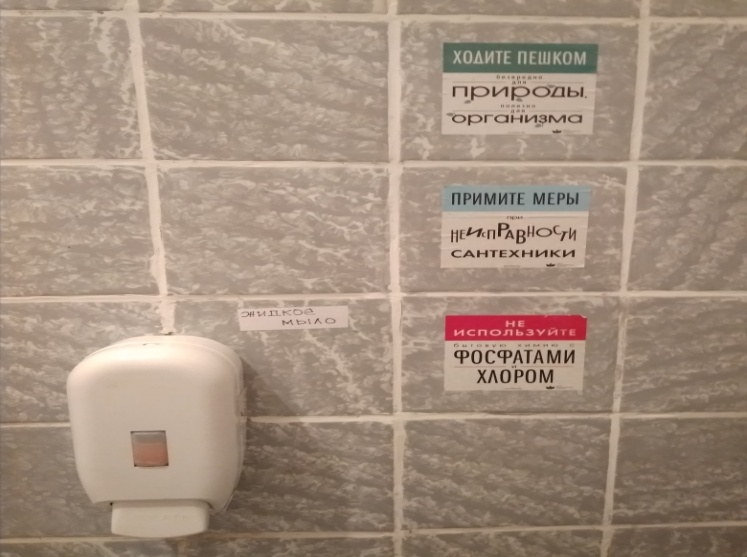 ХОДИТЕ ПЕШКОМ
безвредно
для
природы,
полезно
для
организма
ПРИМИТЕ МЕРЫ
при
НЕИСПРАВНОСТИ
САНТЕХНИКИ
жидкое
мыло
НЕ
ИСПОЛЬЗУЙТЕ
бытовую химию с
ФОСФАТАМИ
и
ХЛОРОМ